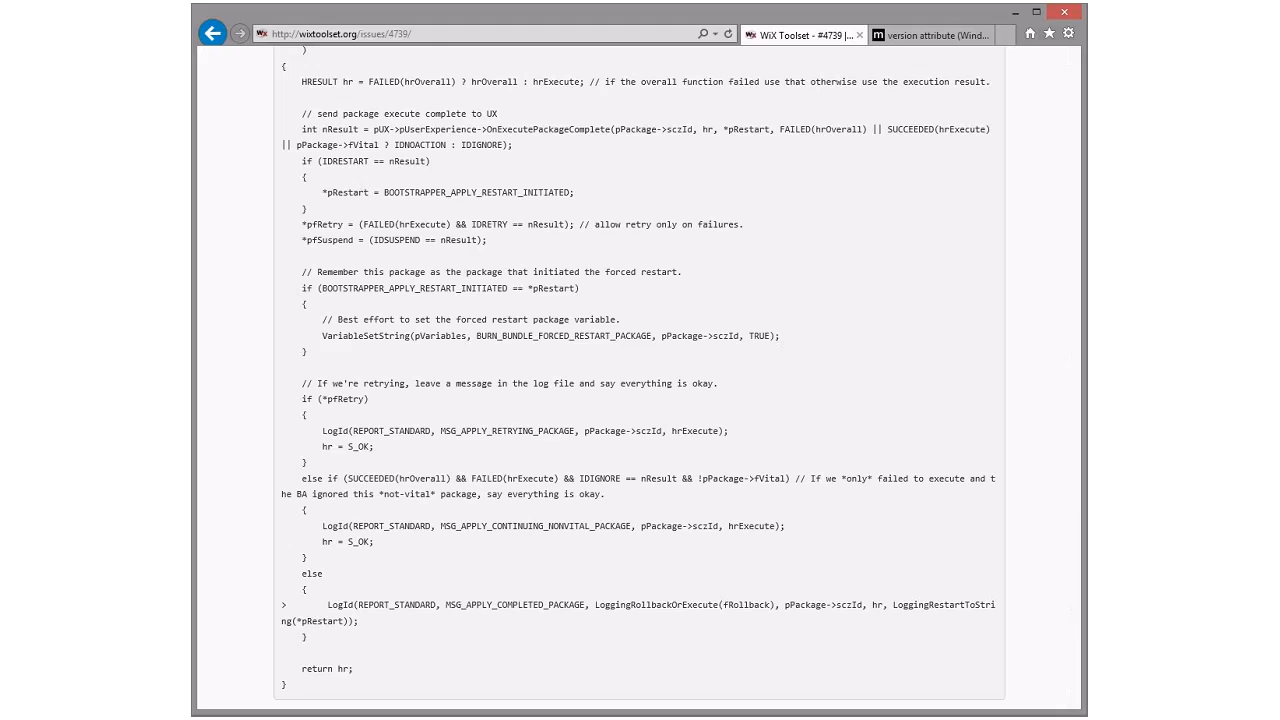 http://wixtoolset.org/issues/4739/
WiX Toolset - #4739 |...
version attribute (Wind...
)
{
HRESULT hr = FAILED(hrOverall) ? hrOverall : hrExecute; // if the overall function failed use that otherwise use the execution result.
// send package execute complete to UX
int nResult = pUX->pUserExperience->OnExecutePackageComplete(pPackage->sczId, hr, *pRestart, FAILED(hrOverall) || SUCCEEDED(hrExecute)
|| pPackage->fVital ? IDNOACTION : IDIGNORE);
if (IDRESTART == nResult)
{
*pRestart = BOOTSTRAPPER_APPLY_RESTART_INITIATED;
}
*pfRetry = (FAILED(hrExecute) && IDRETRY == nResult); // allow retry only on failures.
*pfSuspend = (IDSUSPEND == nResult);
// Remember this package as the package that initiated the forced restart.
if (BOOTSTRAPPER_APPLY_RESTART_INITIATED == *pRestart)
{
// Best effort to set the forced restart package variable.
VariableSetString(pVariables, BURN_BUNDLE_FORCED_RESTART_PACKAGE, pPackage->sczId, TRUE);
}
// If we're retrying, leave a message in the log file and say everything is okay.
if (*pfRetry)
{
LogId(REPORT_STANDARD, MSG_APPLY_RETRYING_PACKAGE, pPackage->sczId, hrExecute);
hr = S_OK;
}
else if (SUCCEEDED(hrOverall) && FAILED(hrExecute) && IDIGNORE == nResult && !pPackage->fVital) // If we *only* failed to execute and t
he BA ignored this *not-vital* package, say everything is okay.
{
LogId(REPORT_STANDARD, MSG_APPLY_CONTINUING_NONVITAL_PACKAGE, pPackage->sczId, hrExecute);
hr = S_OK;
}
else
{
> LogId(REPORT_STANDARD, MSG_APPLY_COMPLETED_PACKAGE, LoggingRollbackOrExecute(fRollback), pPackage->sczId, hr, LoggingRestartToStri
ng(*pRestart));
}
return hr;
}